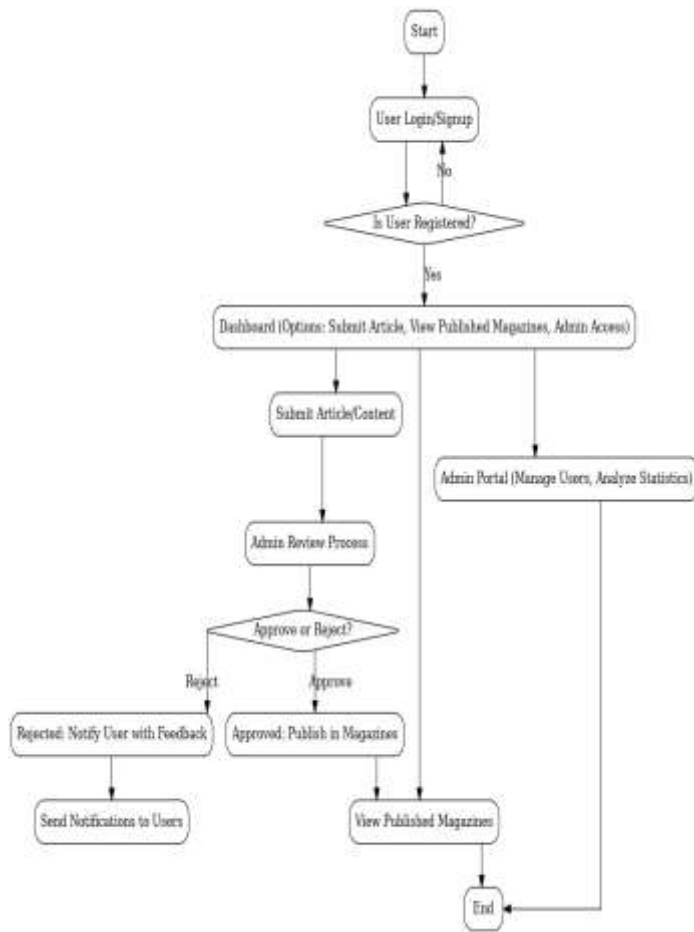 Start
User Login/Signup
No
Is User Registered?
Yes
Dashboard (Options: Submit Article, View Published Magazines, Admin Access)
Submit Article/Content
Admin Portal (Manage Users, Analyze Statistics)
Admin Review Process
Approve or Reject?
Reject
Approve
Rejected: Notify User with Feedback
Approved: Publish in Magazines
Send Notifications to Users
View Published Magazines
End